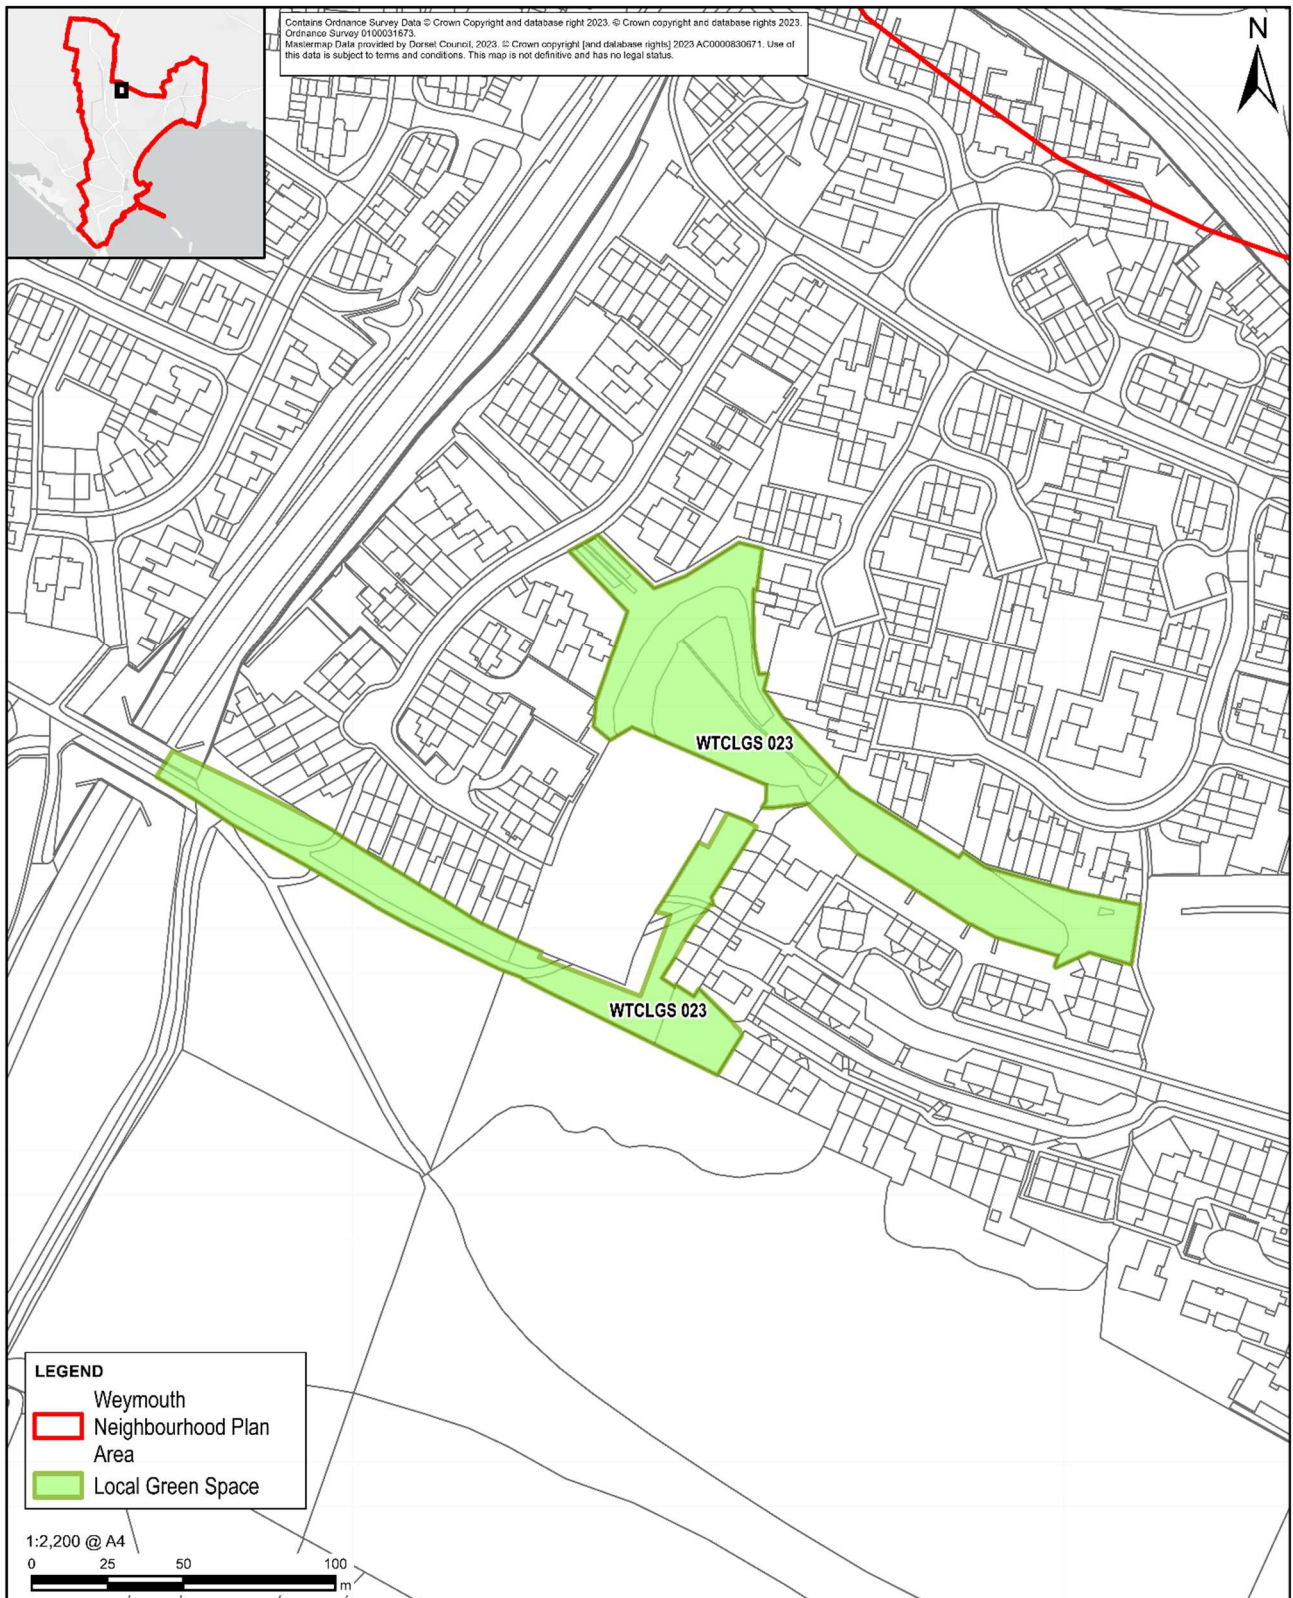 Contains Ordnance Survey Data © Crown Copyright and database right 2023. © Crown copyright and database rights 2023.
Ordnance Survey 0100031673.
Mastermap Data provided by Dorset Council, 2023. © Crown copyright [and database rights] 2023 AC0000830671. Use of
this data is subject to terms and conditions. This map is not definitive and has no legal status.
N
WTCLGS 023
WTCLGS 023
LEGEND
Weymouth
Neighbourhood Plan
Area
Local Green Space
1:2,200 @ A4
0 25 50 100
m